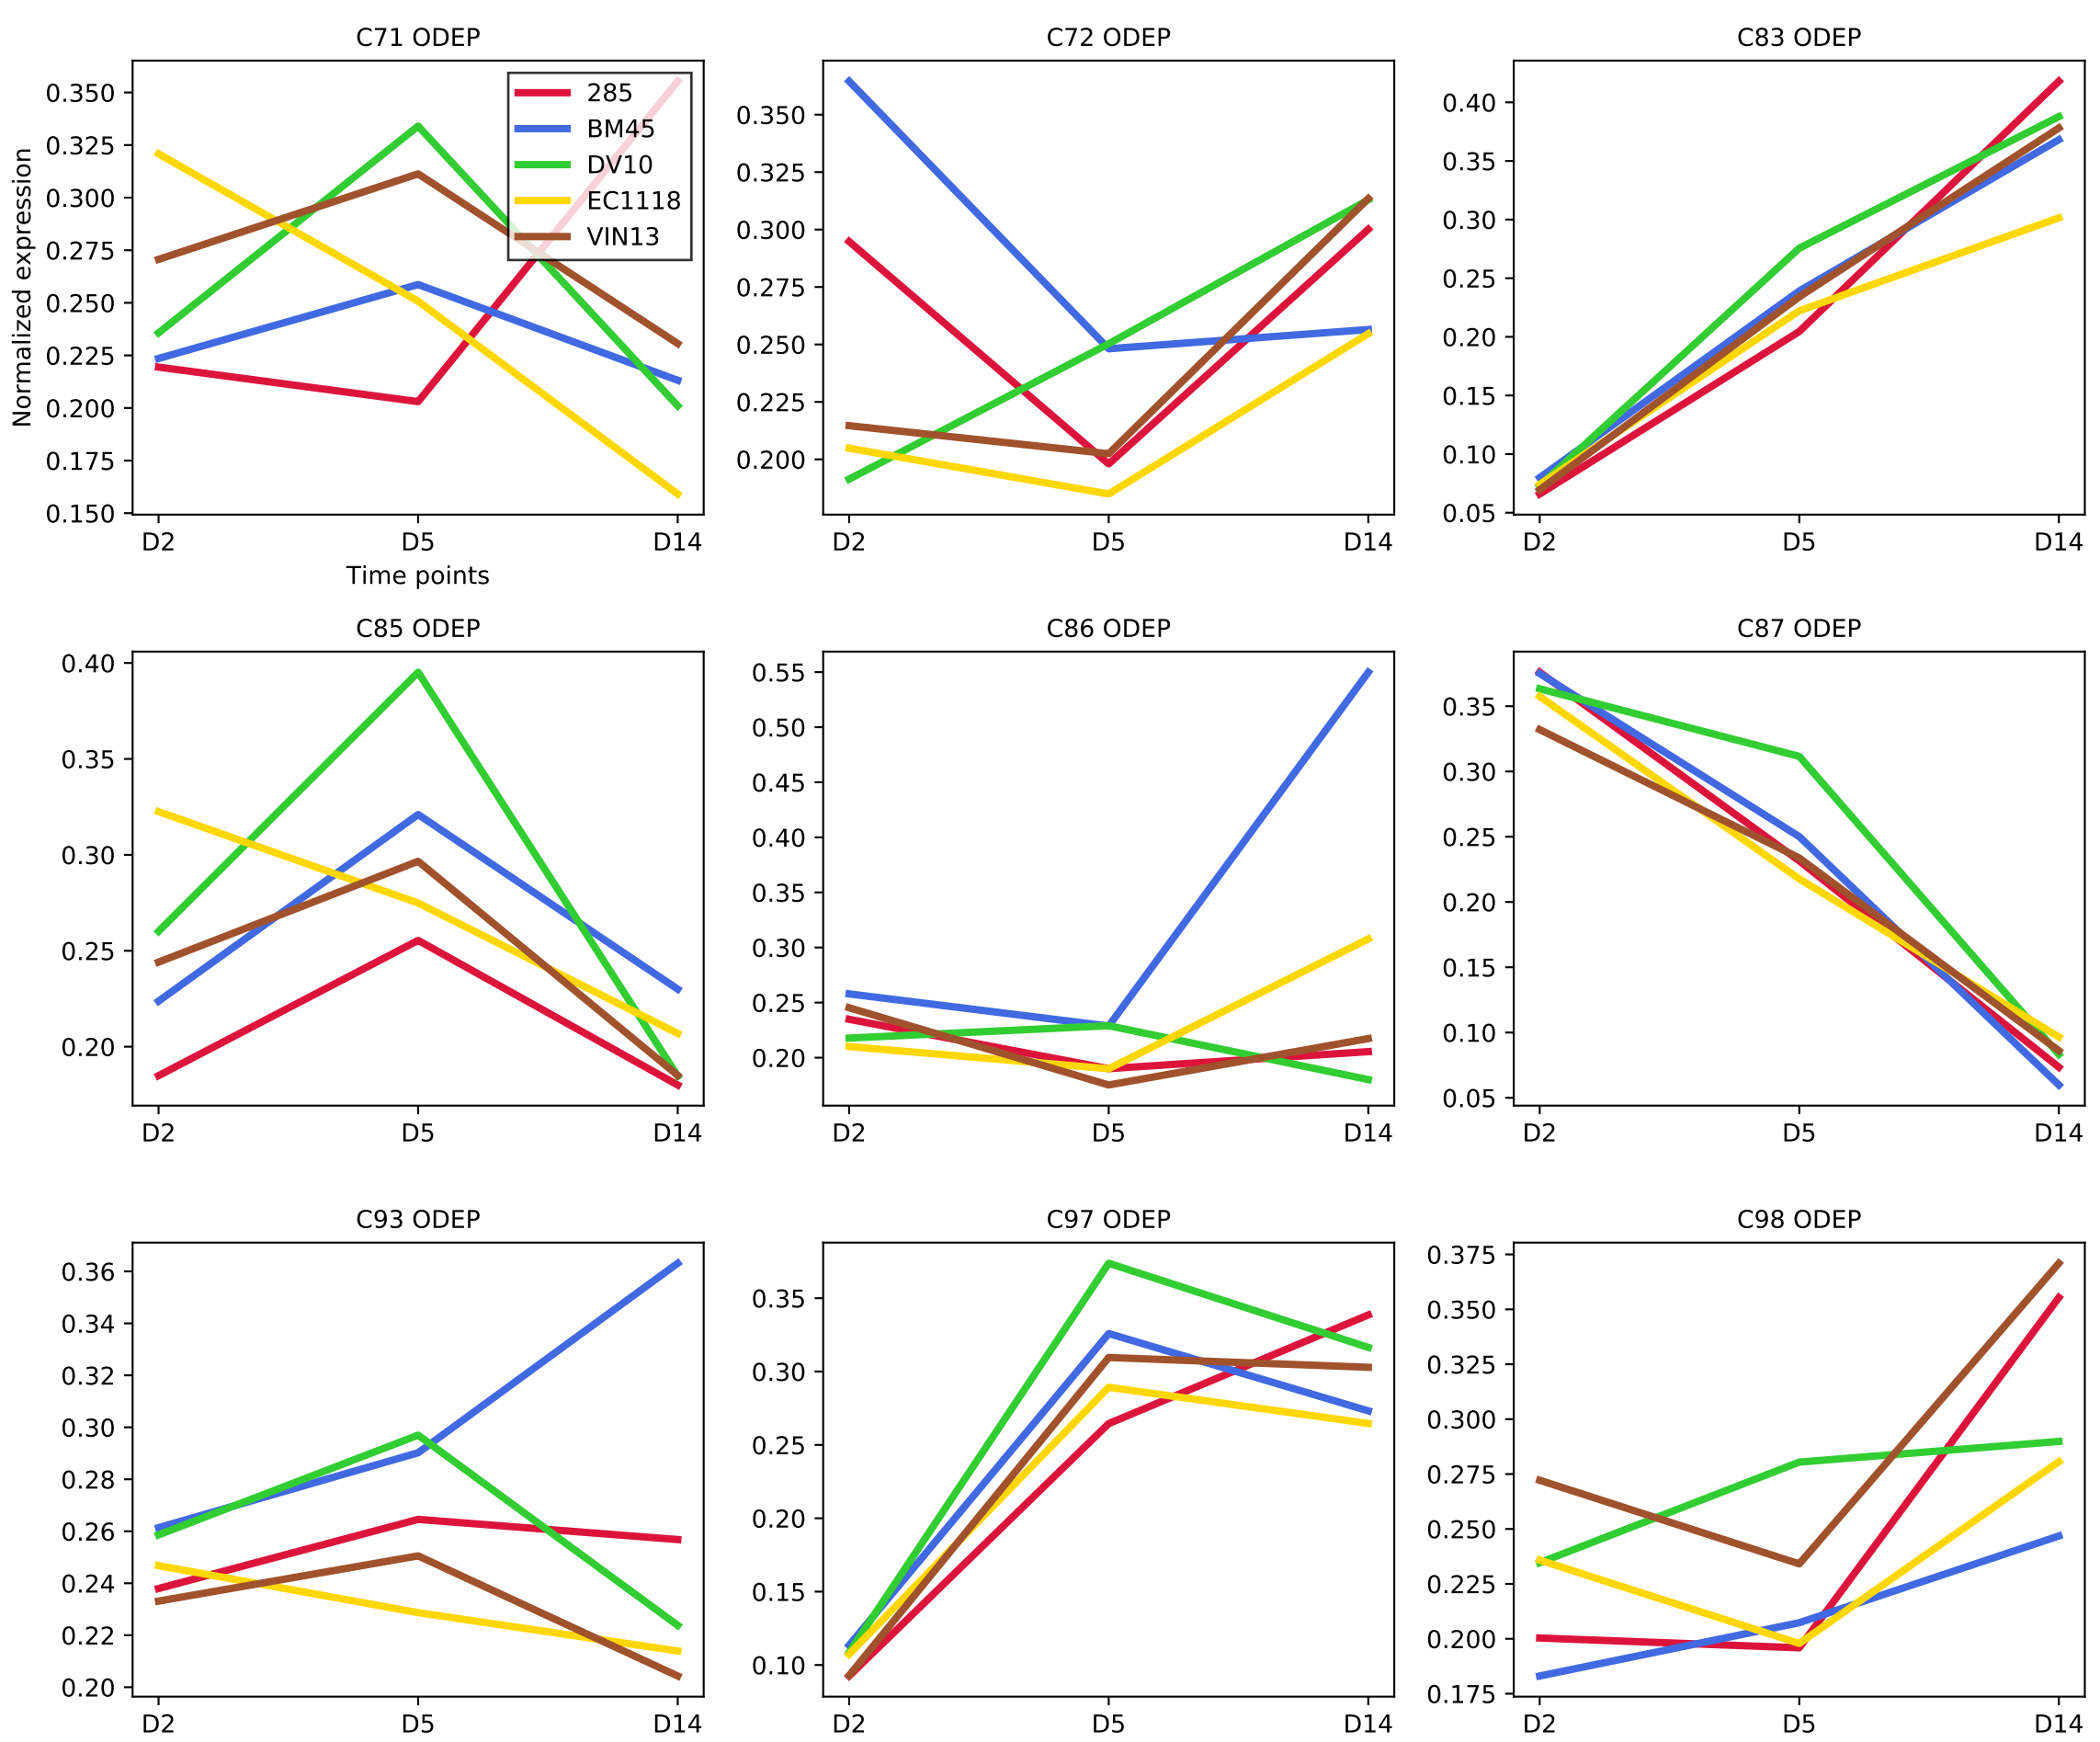 C71 ODEP
C72 ODEP
C83 ODEP
Normalized expression
0.350
0.325
0.300
0.275
0.250
0.225
0.200
0.175
0.150
285
BM45
DV10
EC1118
VIN13
D2
D5
D14
Time points
0.350
0.325
0.300
0.275
0.250
0.225
0.200
D2
D5
D14
0.40
0.35
0.30
0.25
0.20
0.15
0.10
0.05
D2
D5
D14
C85 ODEP
C86 ODEP
C87 ODEP
0.40
0.35
0.30
0.25
0.20
D2
D5
D14
0.55
0.50
0.45
0.40
0.35
0.30
0.25
0.20
D2
D5
D14
0.35
0.30
0.25
0.20
0.15
0.10
0.05
D2
D5
D14
C93 ODEP
C97 ODEP
C98 ODEP
0.36
0.34
0.32
0.30
0.28
0.26
0.24
0.22
0.20
D2
D5
D14
0.35
0.30
0.25
0.20
0.15
0.10
D2
D5
D14
0.375
0.350
0.325
0.300
0.275
0.250
0.225
0.200
0.175
D2
D5
D14